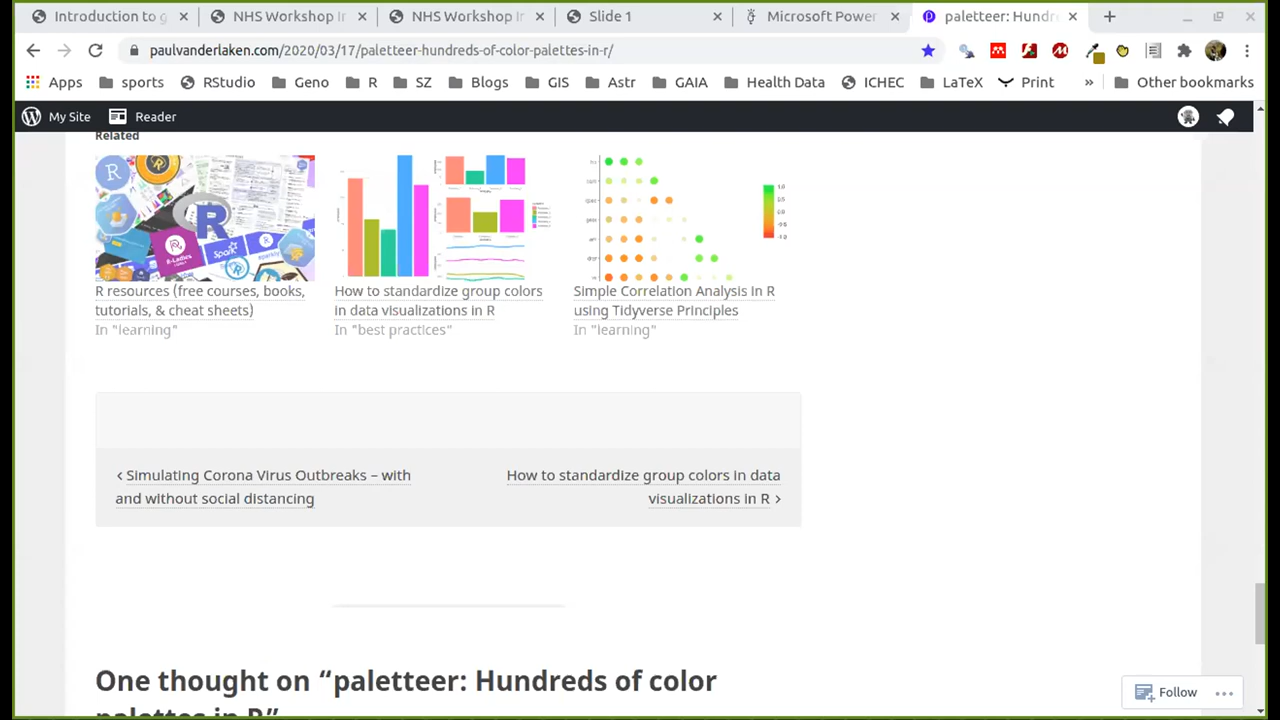 Introduction to g
NHS Workshop In
NHS Workshop In
Slide 1
Microsoft Power
paletteer: Hundr
paulvanderlaken.com/2020/03/17/paletteer-hundreds-of-color-palettes-in-r/
Apps sports RStudio Geno R SZ Blogs GIS Astr GAIA Health Data ICHEC LaTeX Print » Other bookmarks
My Site Reader
Related
R resources (free courses, books,
tutorials, & cheat sheets)
In "learning"
How to standardize group colors
in data visualizations in R
In "best practices"
Simple Correlation Analysis in R
using Tidyverse Principles
In "learning"
‹ Simulating Corona Virus Outbreaks – with
and without social distancing
How to standardize group colors in data
visualizations in R ›
One thought on “paletteer: Hundreds of color
palettes in R”
Follow